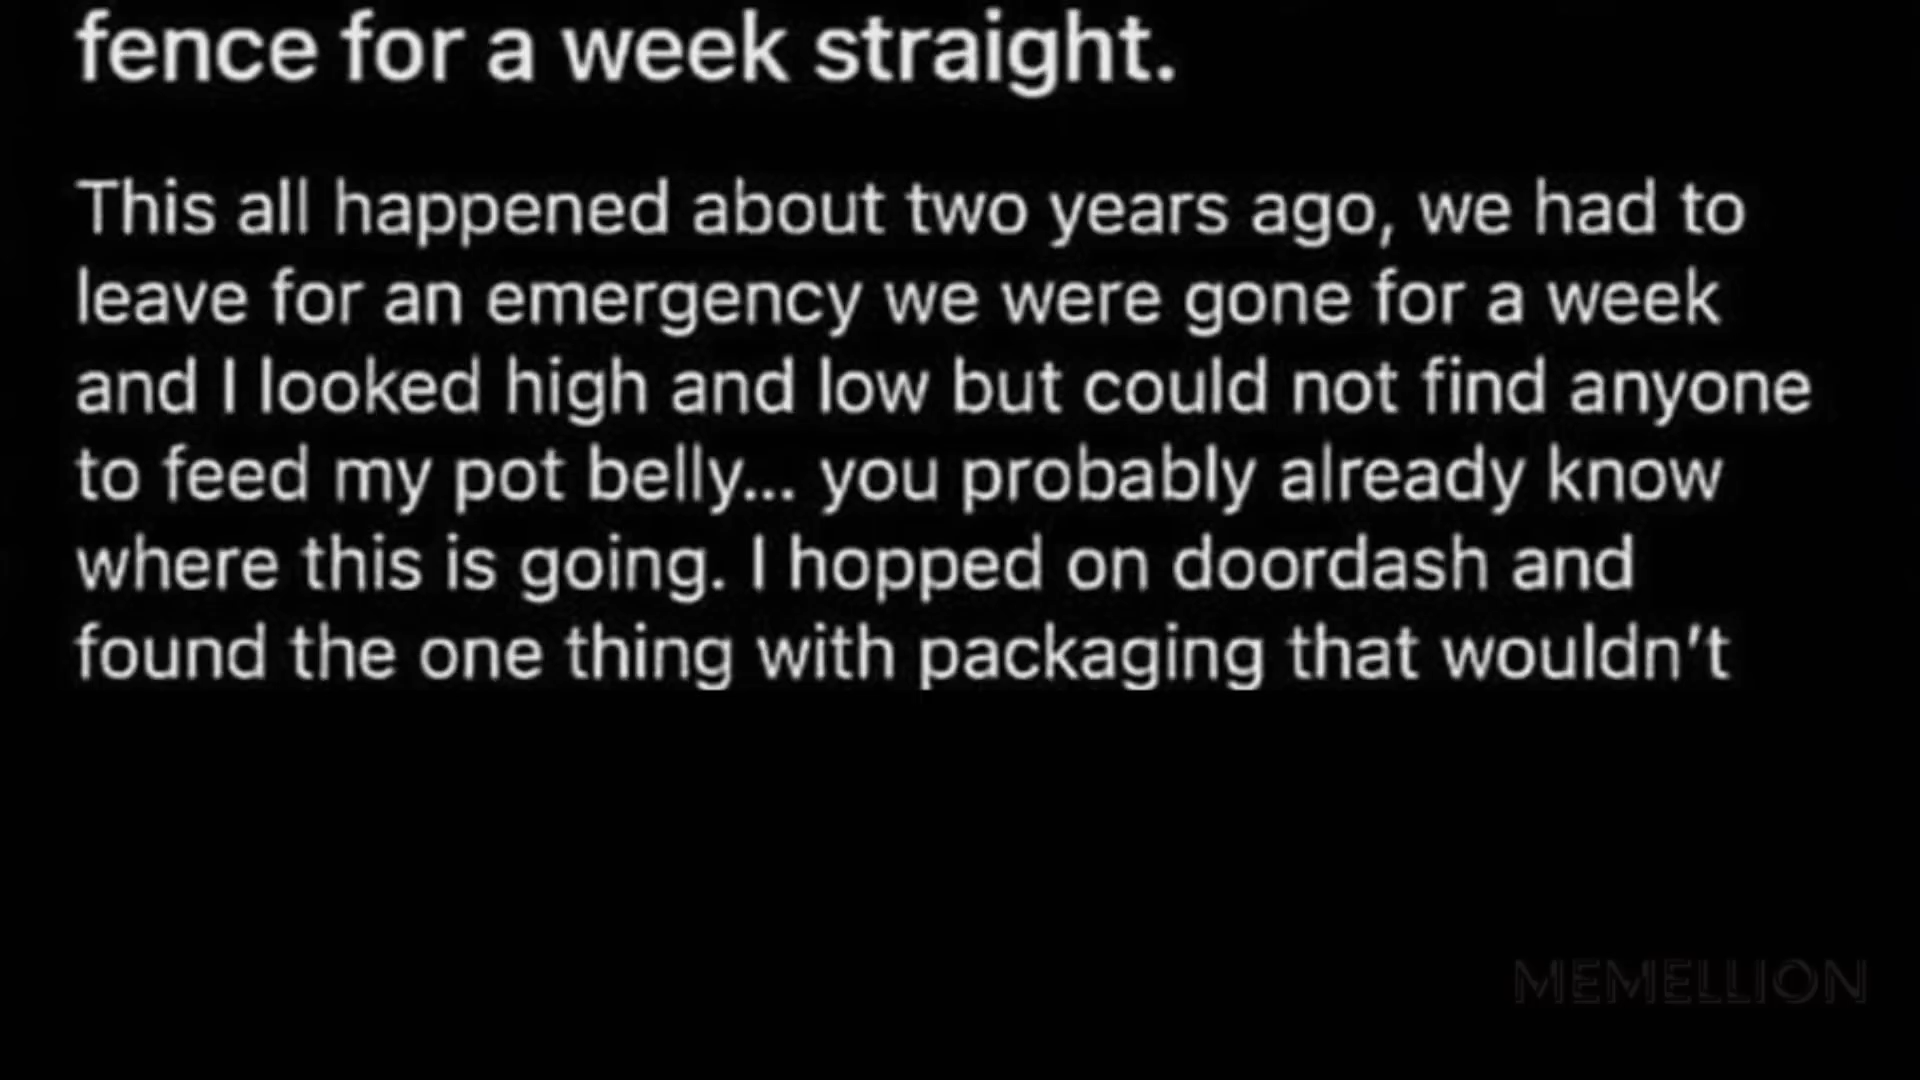 fence for a week straight.
This all happened about two years ago, we had to
leave for an emergency we were gone for a week
and I looked high and low but could not find anyone
to feed my pot belly... you probably already know
where this is going. I hopped on doordash and
found the one thing with packaging that wouldn’t
MEMELLION